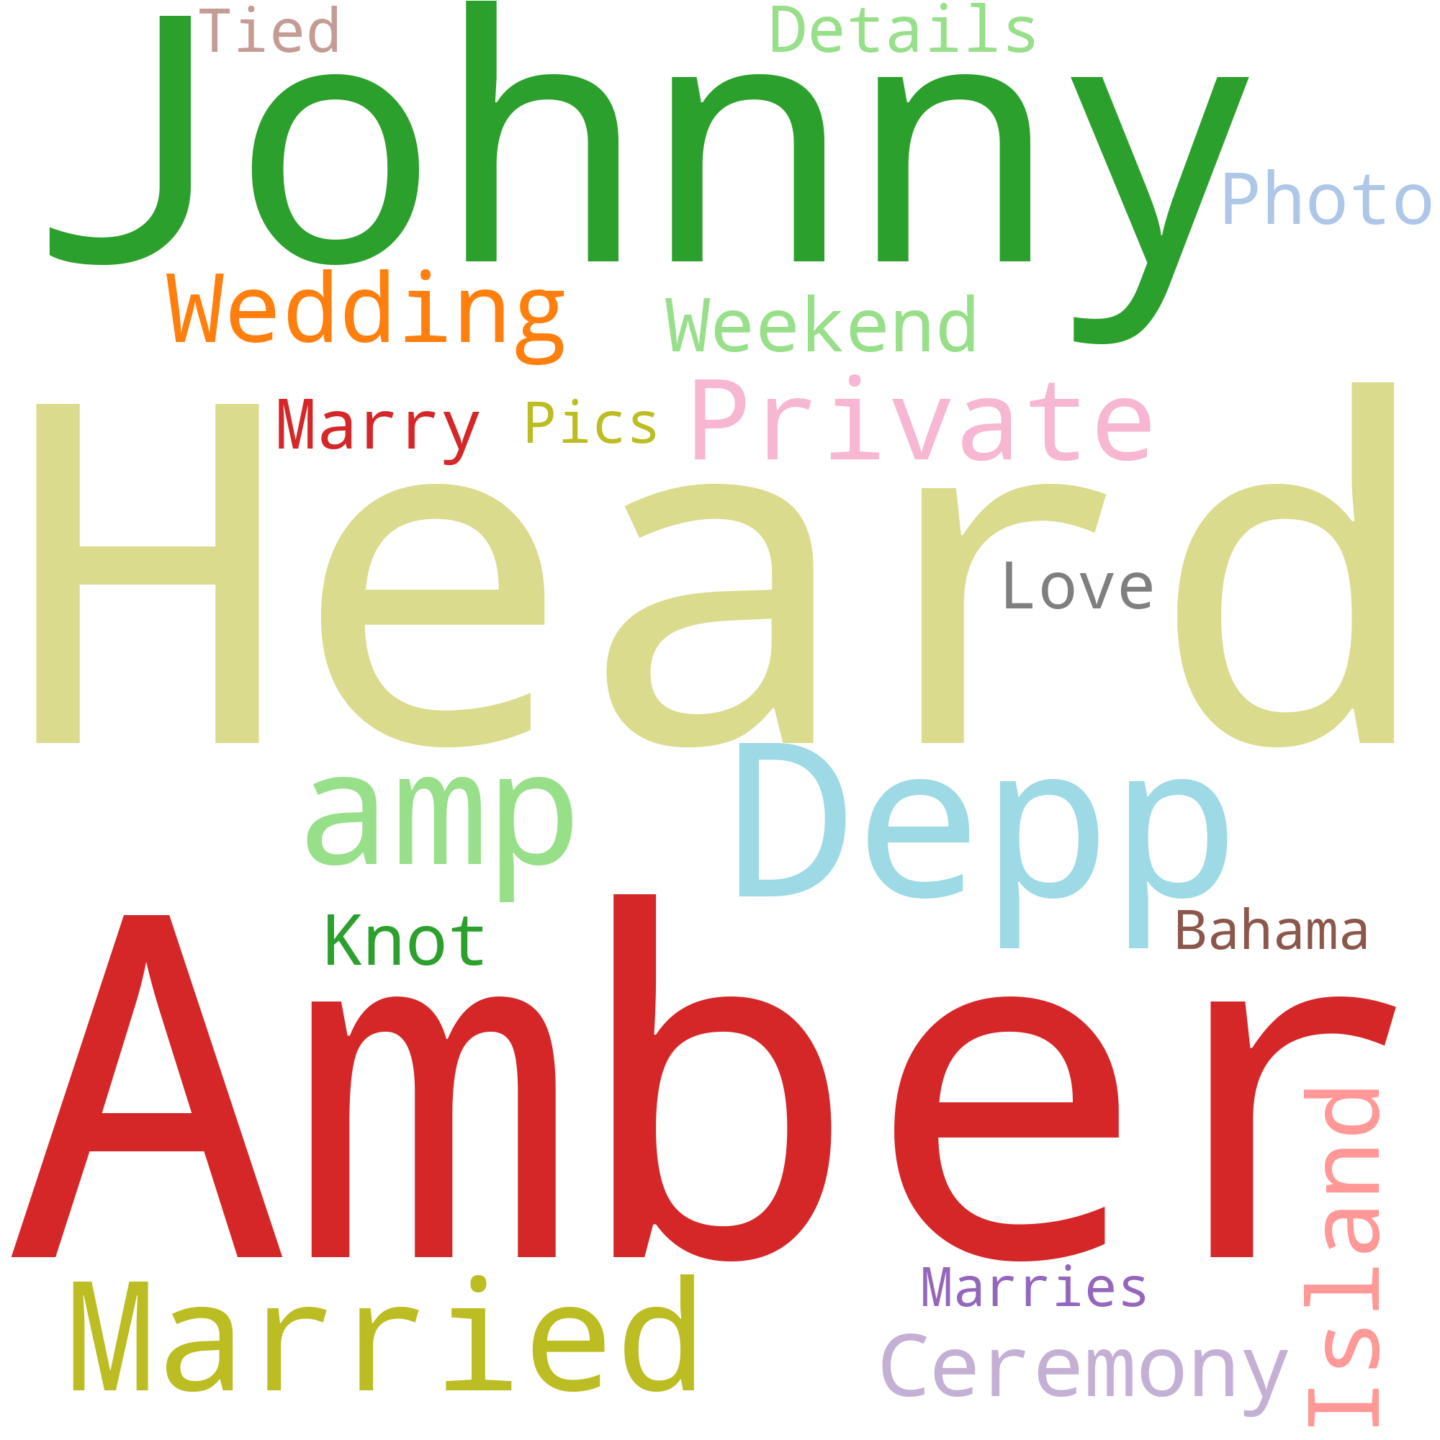 Tied Details
Johnny
Photo
Wedding Weekend
Marry Pics Private
Heard
Love
amp Depp
Knot Bahama
Amber
Island
Married Marries
Ceremony